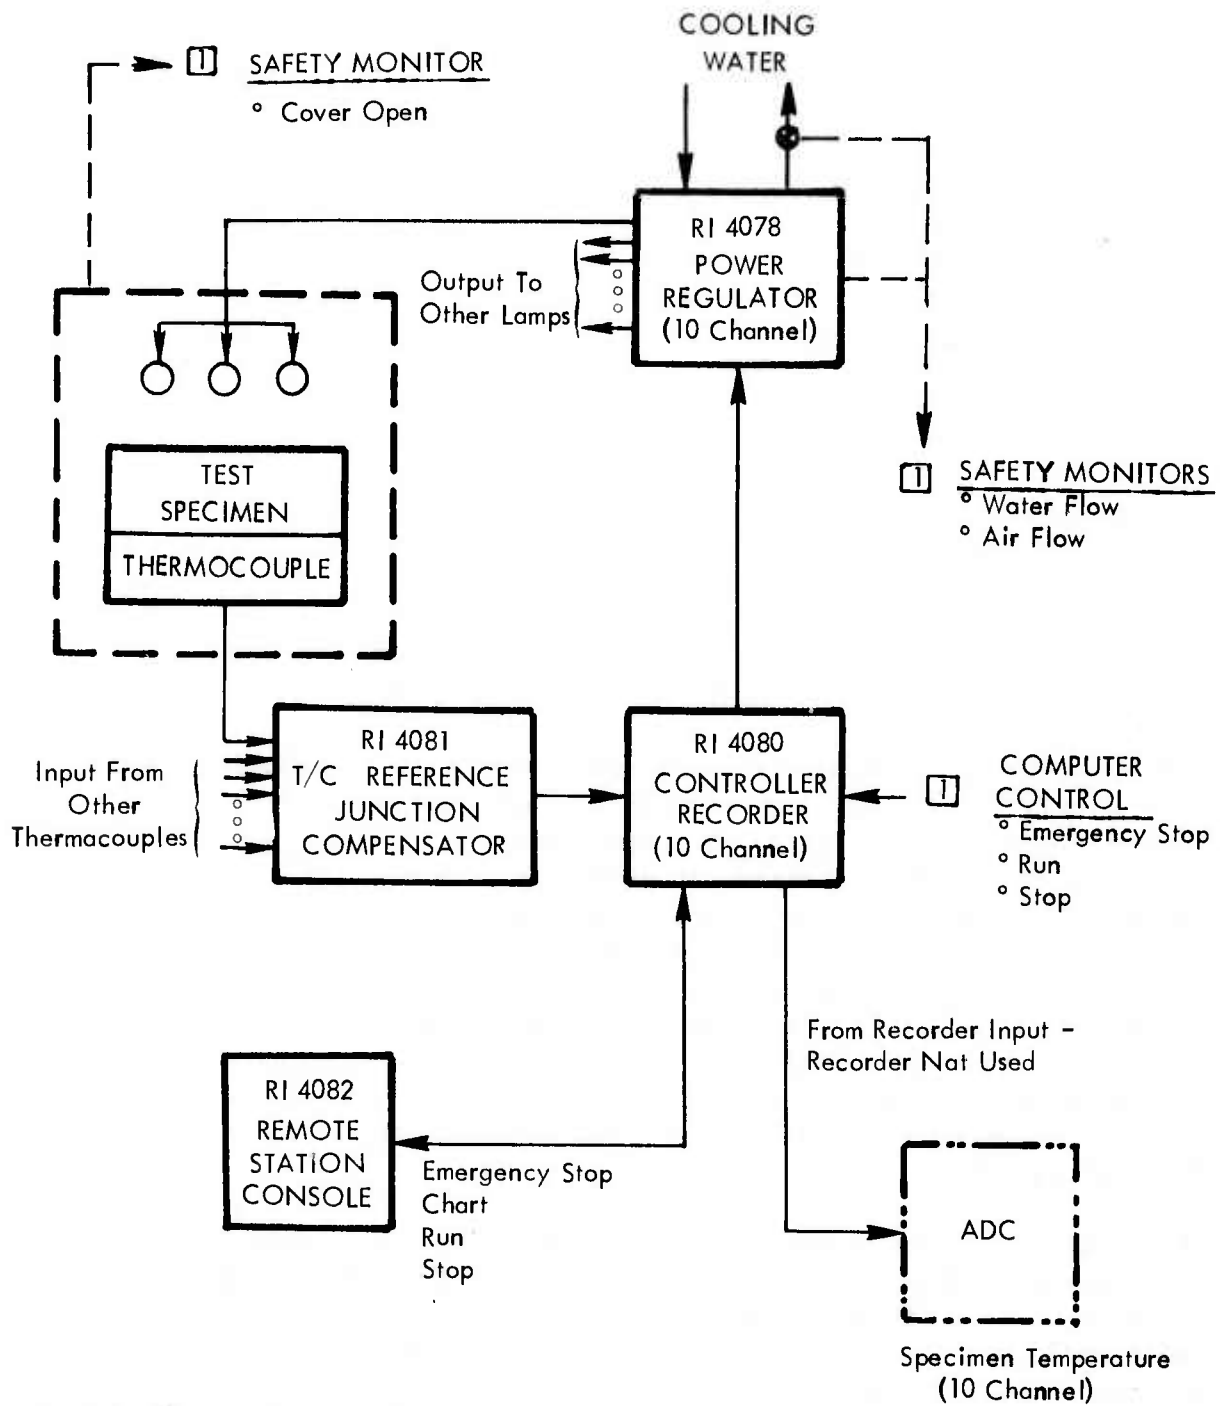 COOLING
WATER
1 SAFETY MONITOR
° Cover Open
RI 4078
POWER
REGULATOR
(10 Channel)
Output To
Other Lamps
TEST
SPECIMEN
THERMOCOUPLE
1 SAFETY MONITORS
° Water Flow
° Air Flow
RI 4081
T/C REFERENCE
JUNCTION
COMPENSATOR
Input From
Other
Thermacouples
RI 4080
CONTROLLER
RECORDER
(10 Channel)
1 COMPUTER
CONTROL
° Emergency Stop
° Run
° Stop
From Recorder Input -
Recorder Nat Used
RI 4082
REMOTE
STATION
CONSOLE
Emergency Stop
Chart
Run
Stop
ADC
Specimen Temperature
(10 Channel)